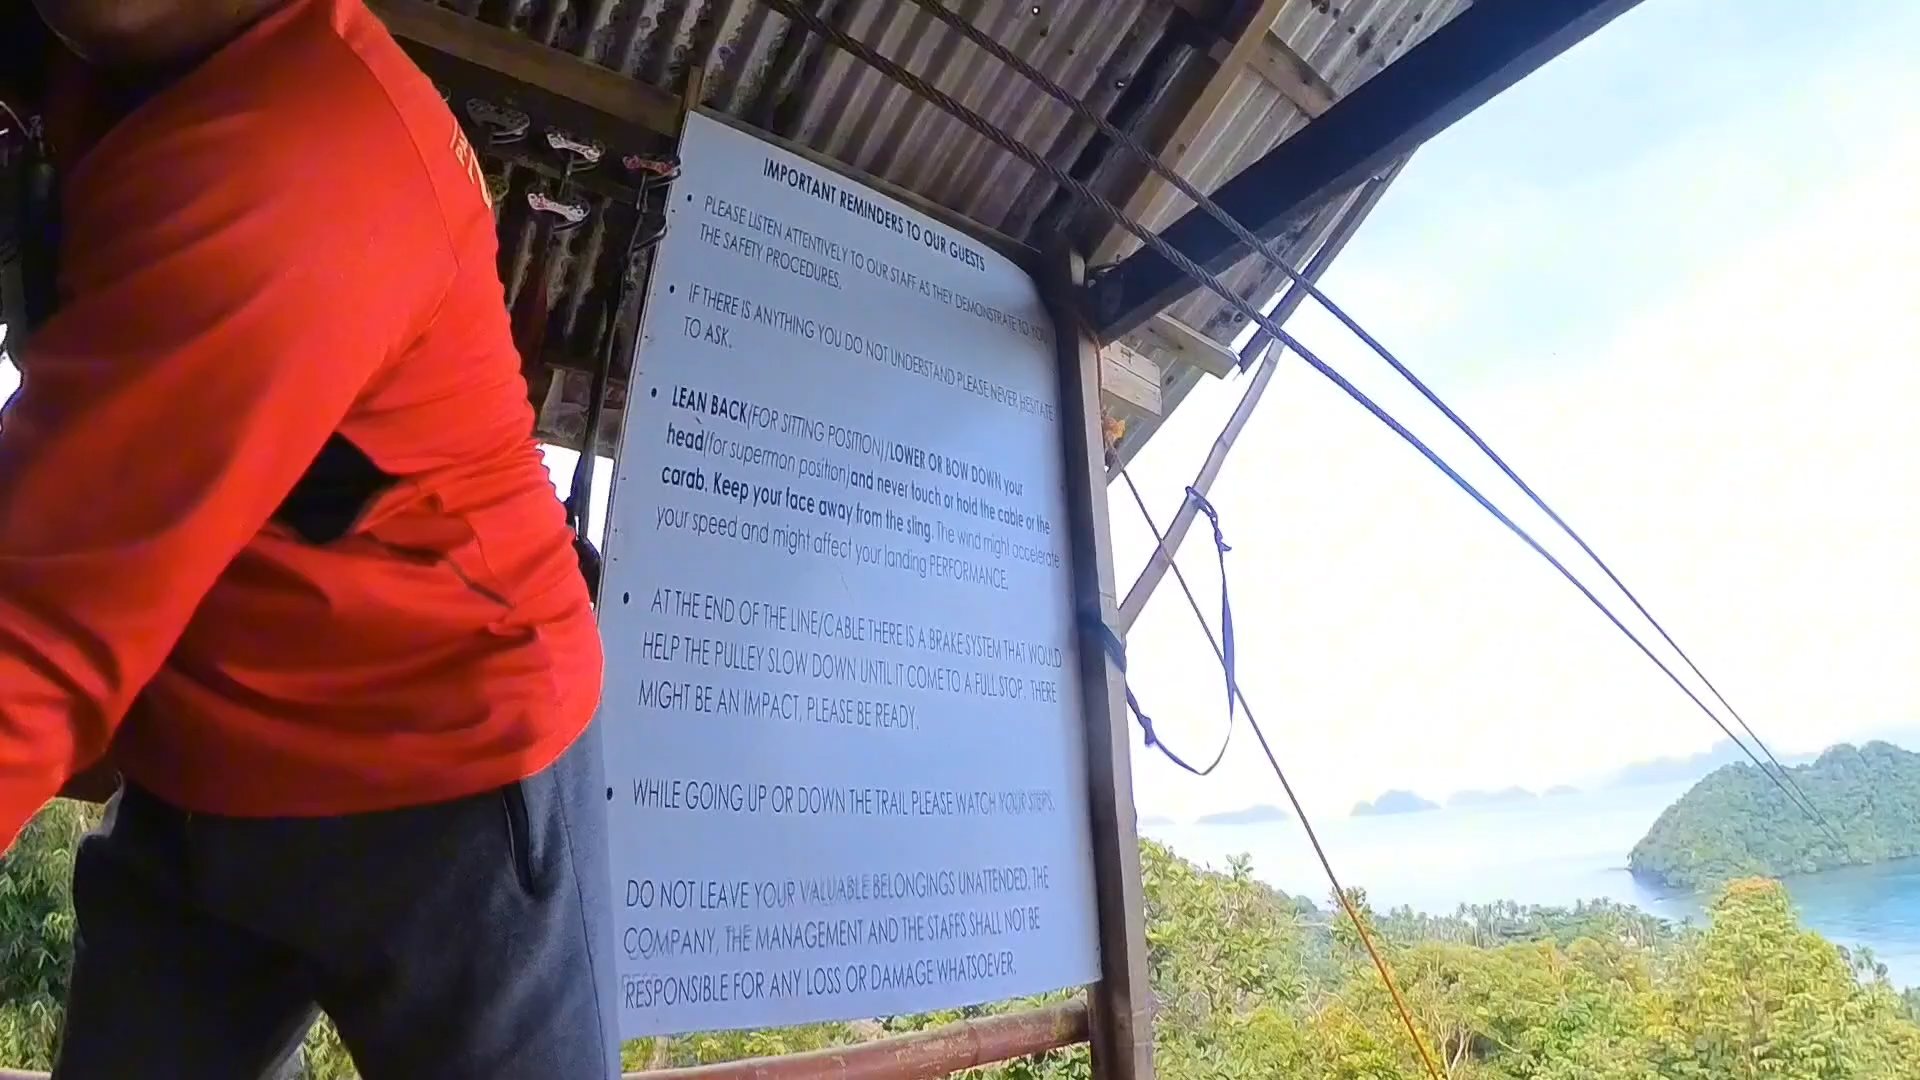 IMPORTANT REMINDERS TO OUR GUESTS
• PLEASE LISTEN ATTENTIVELY TO OUR STAFF AS THEY DEMONSTRATE TO YOU
THE SAFETY PROCEDURES.
• IF THERE IS ANYTHING YOU DO NOT UNDERSTAND PLEASE NEVER HESITATE
TO ASK.
• LEAN BACK(FOR SITTING POSITION)/LOWER OR BOW DOWN your
head(for superman position)and never touch or hold the cable or the
carab. Keep your face away from the sling. The wind might accelerate
your speed and might affect your landing PERFORMANCE.
• AT THE END OF THE LINE/CABLE THERE IS A BRAKE SYSTEM THAT WOULD
HELP THE PULLEY SLOW DOWN UNTIL IT COME TO A FULL STOP. THERE
MIGHT BE AN IMPACT, PLEASE BE READY.
• WHILE GOING UP OR DOWN THE TRAIL PLEASE WATCH YOUR STEPS.
DO NOT LEAVE YOUR VALUABLE BELONGINGS UNATTENDED. THE
COMPANY, THE MANAGEMENT AND THE STAFFS SHALL NOT BE
RESPONSIBLE FOR ANY LOSS OR DAMAGE WHATSOEVER.